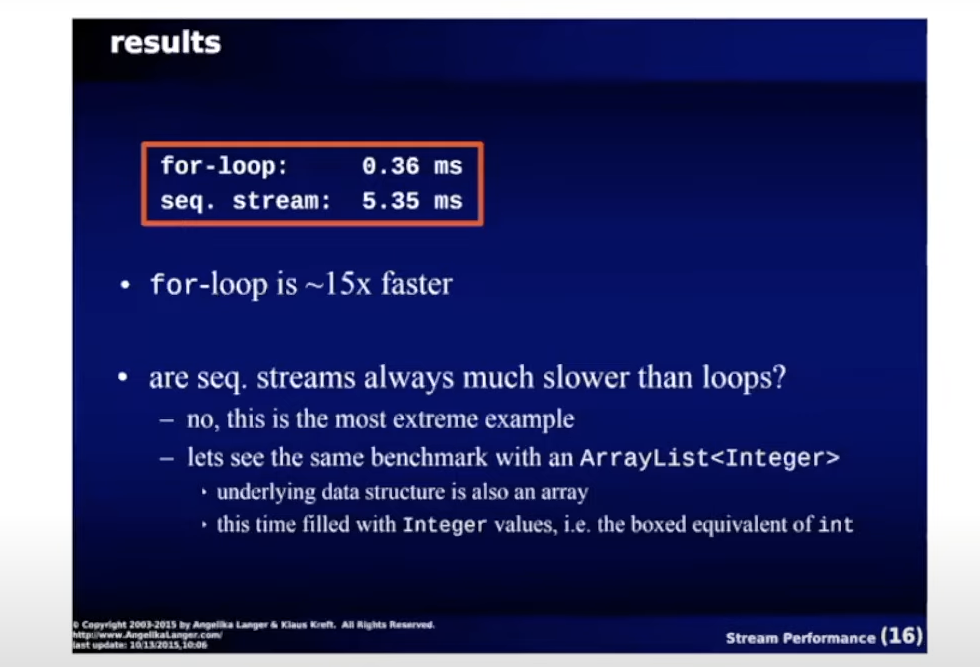 results
for-loop: 0.36 ms
seq. stream: 5.35 ms
• for-loop is ~15x faster
• are seq. streams always much slower than loops?
– no, this is the most extreme example
– lets see the same benchmark with an ArrayList<Integer>
‣ underlying data structure is also an array
‣ this time filled with Integer values, i.e. the boxed equivalent of int
© Copyright 2003-2015 by Angelika Langer & Klaus Kreft. All Rights Reserved.
http://www.AngelikaLanger.com/
last update: 10/13/2015,10:06
Stream Performance (16)